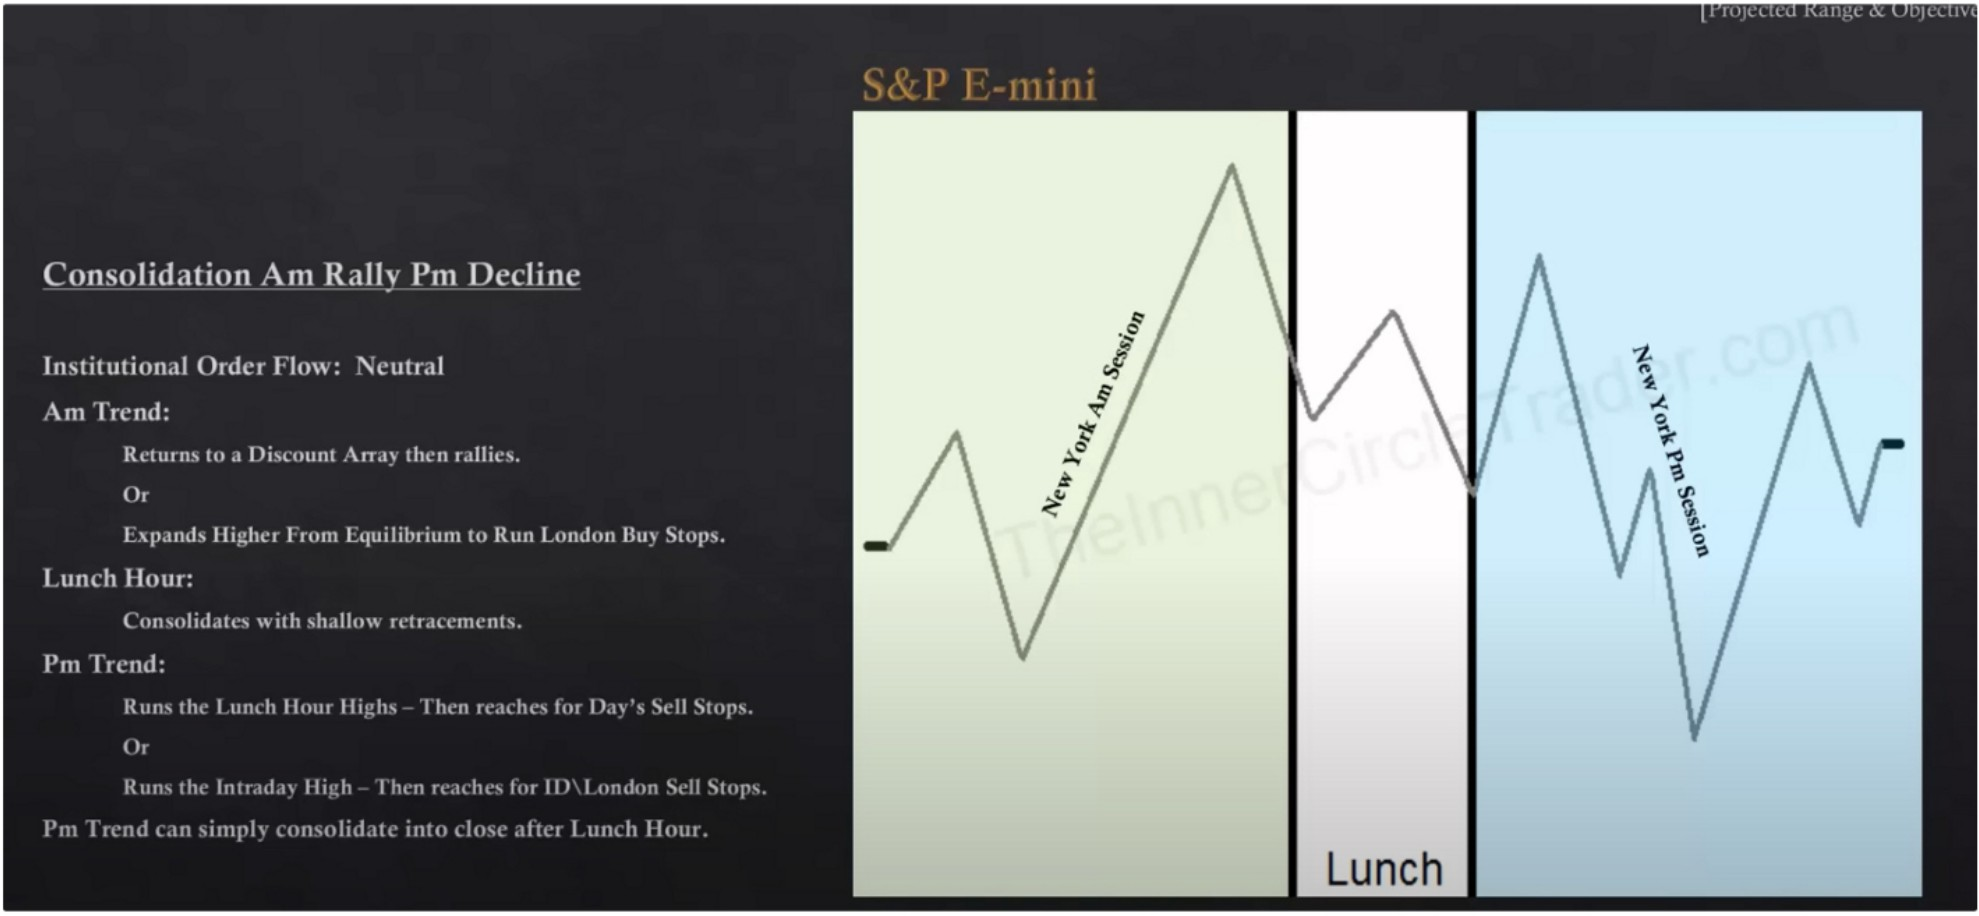 [Projected Range & Objective
S&P E-mini
Consolidation Am Rally Pm Decline
Institutional Order Flow:  Neutral
Am Trend:
Returns to a Discount Array then rallies.
Or
Expands Higher From Equilibrium to Run London Buy Stops.
Lunch Hour:
Consolidates with shallow retracements.
Pm Trend:
Runs the Lunch Hour Highs – Then reaches for Day's Sell Stops.
Or
Runs the Intraday High – Then reaches for ID\London Sell Stops.
Pm Trend can simply consolidate into close after Lunch Hour.
New York Am Session
Lunch
New York Pm Session
TheInnerCircleTrader.com